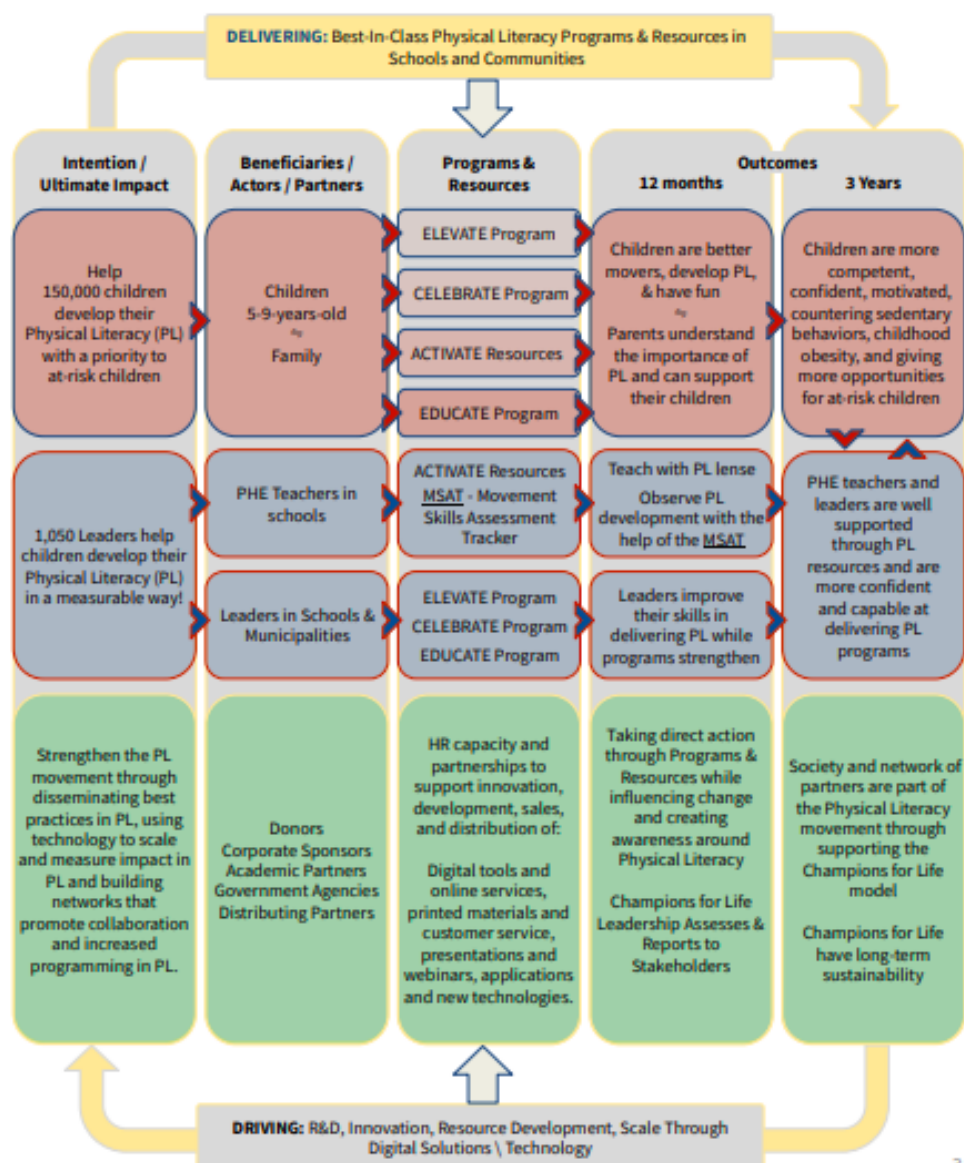 DELIVERING: Best-In-Class Physical Literacy Programs & Resources in
Schools and Communities
Intention /
Ultimate Impact
Beneficiaries /
Actors / Partners
Programs &
Resources
Outcomes
12 months
3 Years
Help
150,000 children
develop their
Physical Literacy (PL)
with a priority to
at-risk children
Children
5-9-years-old
⇋
Family
ELEVATE Program
CELEBRATE Program
ACTIVATE Resources
EDUCATE Program
Children are better
movers, develop PL,
& have fun
⇋
Parents understand
the importance of
PL and can support
their children
Children are more
competent,
confident, motivated,
countering sedentary
behaviors, childhood
obesity, and giving
more opportunities
for at-risk children
1,050 Leaders help
children develop their
Physical Literacy (PL)
in a measurable way!
PHE Teachers in
schools
ACTIVATE Resources
MSAT - Movement
Skills Assessment
Tracker
Teach with PL lense
Observe PL
development with the
help of the MSAT
Leaders in Schools &
Municipalities
ELEVATE Program
CELEBRATE Program
EDUCATE Program
Leaders improve
their skills in
delivering PL while
programs strengthen
PHE teachers and
leaders are well
supported
through PL
resources and are
more confident
and capable at
delivering PL
programs
Strengthen the PL
movement through
disseminating best
practices in PL, using
technology to scale
and measure impact in
PL and building
networks that
promote collaboration
and increased
programming in PL.
Donors
Corporate Sponsors
Academic Partners
Government Agencies
Distributing Partners
HR capacity and
partnerships to
support innovation,
development, sales,
and distribution of:
Digital tools and
online services,
printed materials and
customer service,
presentations and
webinars, applications
and new technologies.
Taking direct action
through Programs &
Resources while
influencing change
and creating
awareness around
Physical Literacy
Champions for Life
Leadership Assesses &
Reports to
Stakeholders
Society and network of
partners are part of
the Physical Literacy
movement through
supporting the
Champions for Life
model
Champions for Life
have long-term
sustainability
DRIVING: R&D, Innovation, Resource Development, Scale Through
Digital Solutions \ Technology